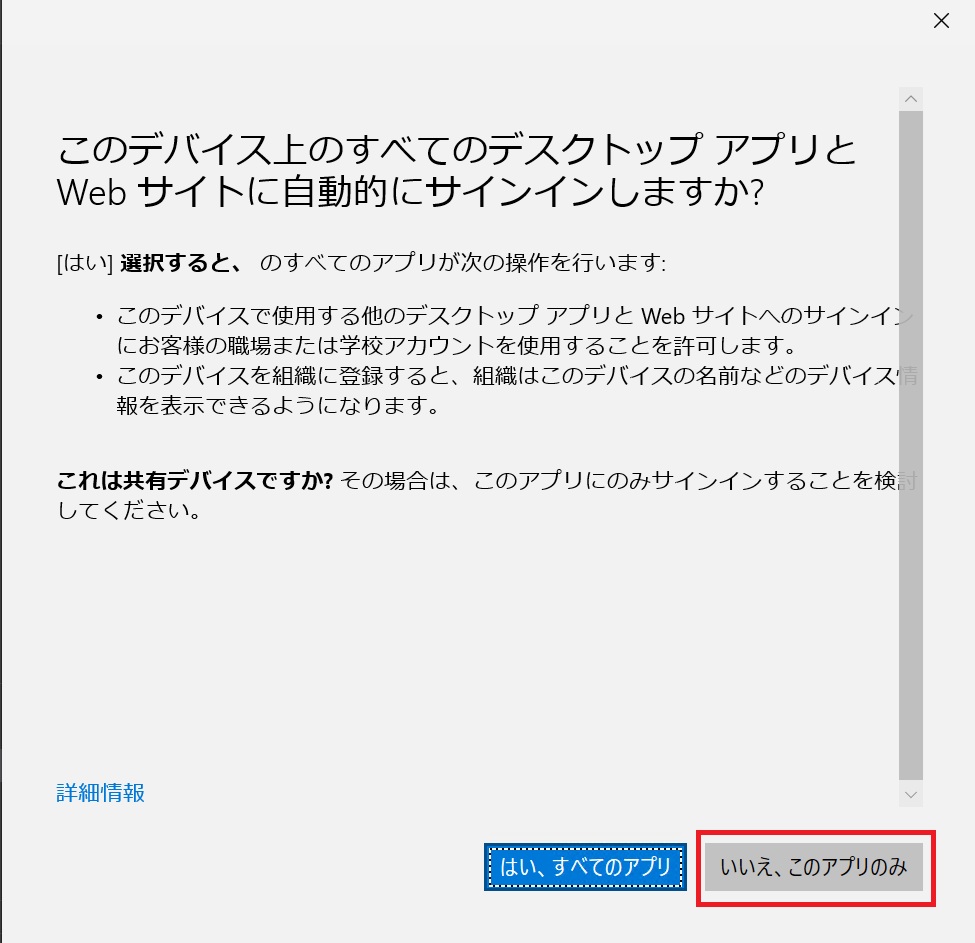 このデバイス上のすべてのデスクトップ アプリと
Web サイトに自動的にサインインしますか?
[はい] 選択すると、 のすべてのアプリが次の操作を行います:
• このデバイスで使用する他のデスクトップ アプリと Web サイトへのサインイン
にお客様の職場または学校アカウントを使用することを許可します。
• このデバイスを組織に登録すると、組織はこのデバイスの名前などのデバイス情
報を表示できるようになります。
これは共有デバイスですか? その場合は、このアプリにのみサインインすることを検討
してください。
詳細情報
はい、すべてのアプリ
いいえ、このアプリのみ